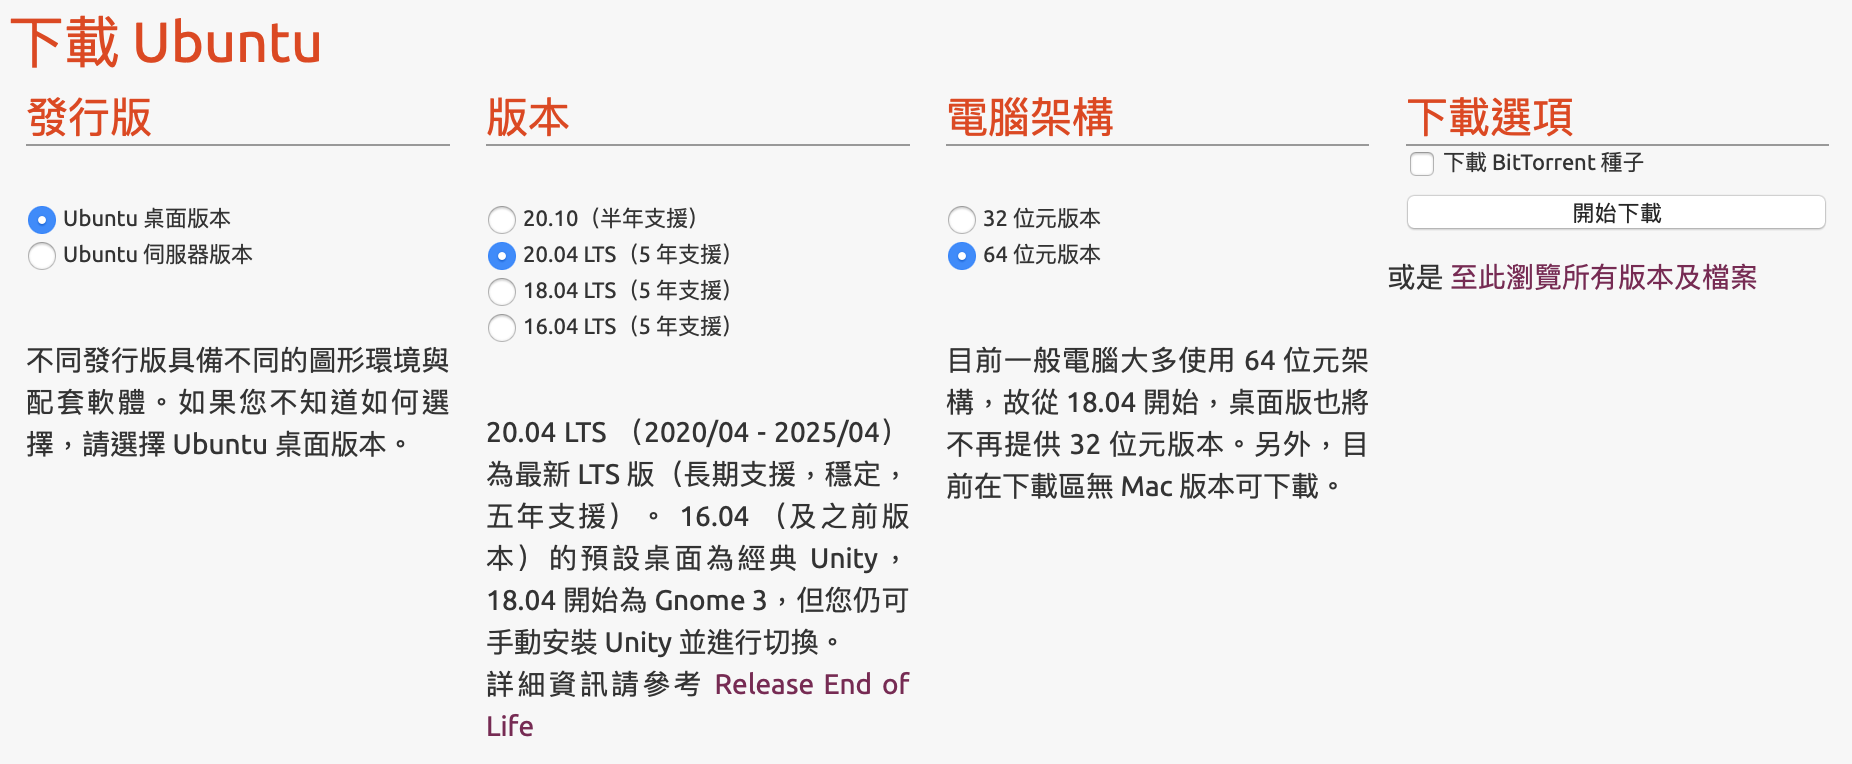 下載 Ubuntu
發行版
Ubuntu 桌面版本
Ubuntu 伺服器版本
不同發行版具備不同的圖形環境與
配套軟體。如果您不知道如何選
擇，請選擇 Ubuntu 桌面版本。
版本
20.10（半年支援）
20.04 LTS（5 年支援）
18.04 LTS（5 年支援）
16.04 LTS（5 年支援）
20.04 LTS （2020/04 - 2025/04）
為最新 LTS 版（長期支援，穩定，
五年支援）。 16.04 （及之前版
本）的預設桌面為經典 Unity，
18.04 開始為 Gnome 3，但您仍可
手動安裝 Unity 並進行切換。
詳細資訊請參考 Release End of
Life
電腦架構
32 位元版本
64 位元版本
目前一般電腦大多使用 64 位元架
構，故從 18.04 開始，桌面版也將
不再提供 32 位元版本。另外，目
前在下載區無 Mac 版本可下載。
下載選項
下載 BitTorrent 種子
開始下載
或是 至此瀏覽所有版本及檔案